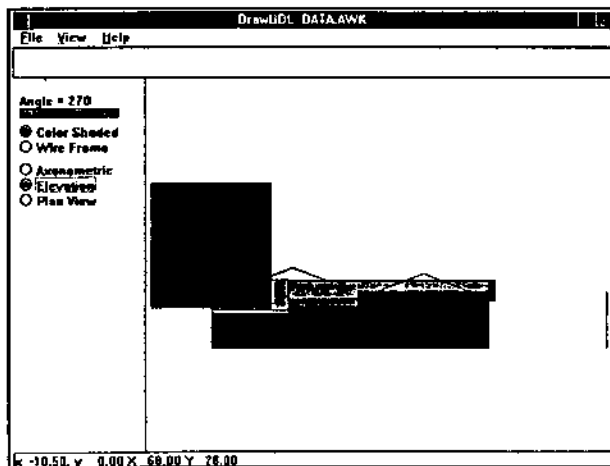 DrawBDL DATA.AWK
File View Help
Angle = 270
Color Shaded
Wire Frame
Axonometric
Elevation
Plan View
x -10.50, y 0.00 X 68.00 Y 28.00